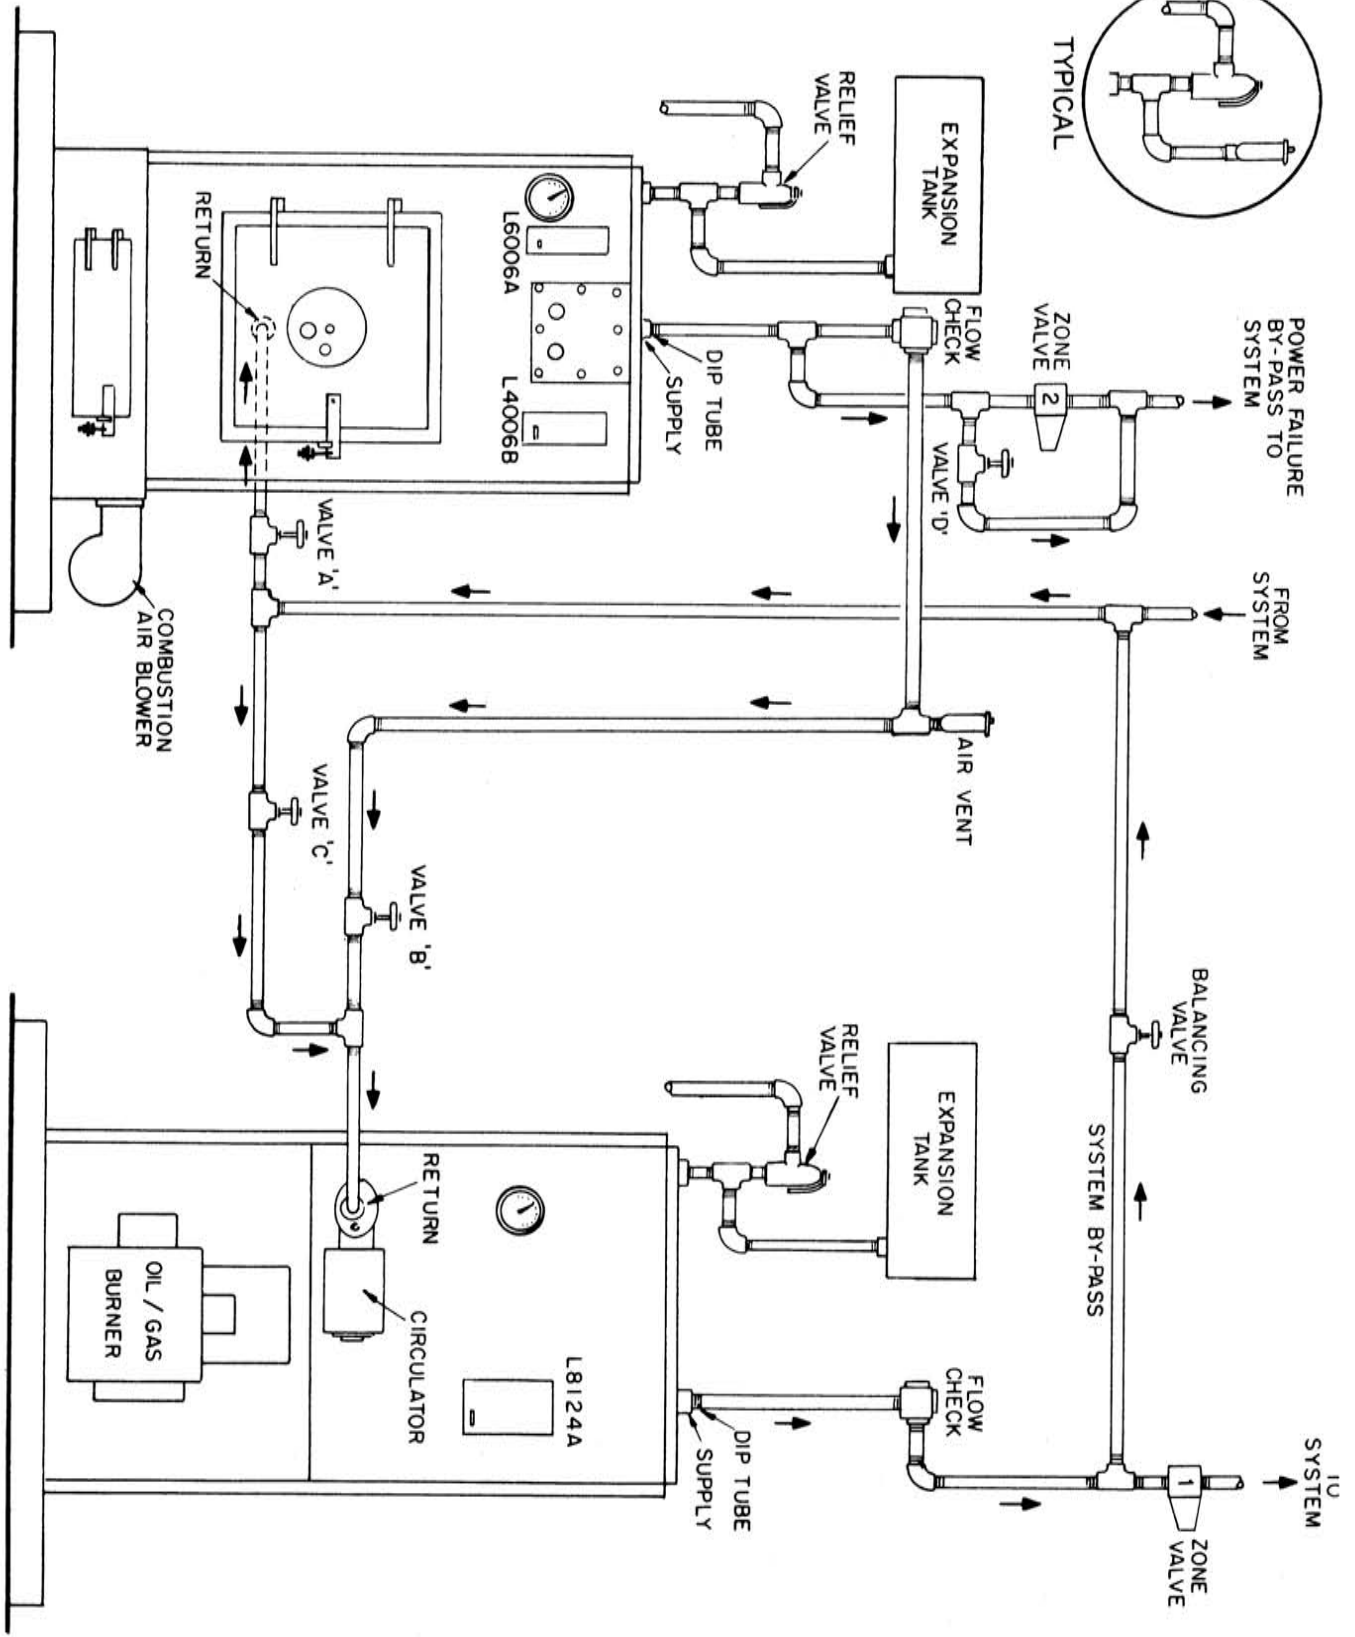 TYPICAL
RELIEF
VALVE
EXPANSION
TANK
POWER FAILURE
BY-PASS TO
SYSTEM
ZONE
VALVE
2
FLOW
CHECK
VALVE 'D'
DIP TUBE
SUPPLY
L6006A
L4006B
RETURN
VALVE 'A'
COMBUSTION
AIR BLOWER
FROM
SYSTEM
AIR VENT
VALVE 'C'
VALVE 'B'
BALANCING
VALVE
SYSTEM BY-PASS
RELIEF
VALVE
EXPANSION
TANK
RETURN
CIRCULATOR
OIL/GAS
BURNER
L8124A
DIP TUBE
SUPPLY
FLOW
CHECK
TO
SYSTEM
1
ZONE
VALVE